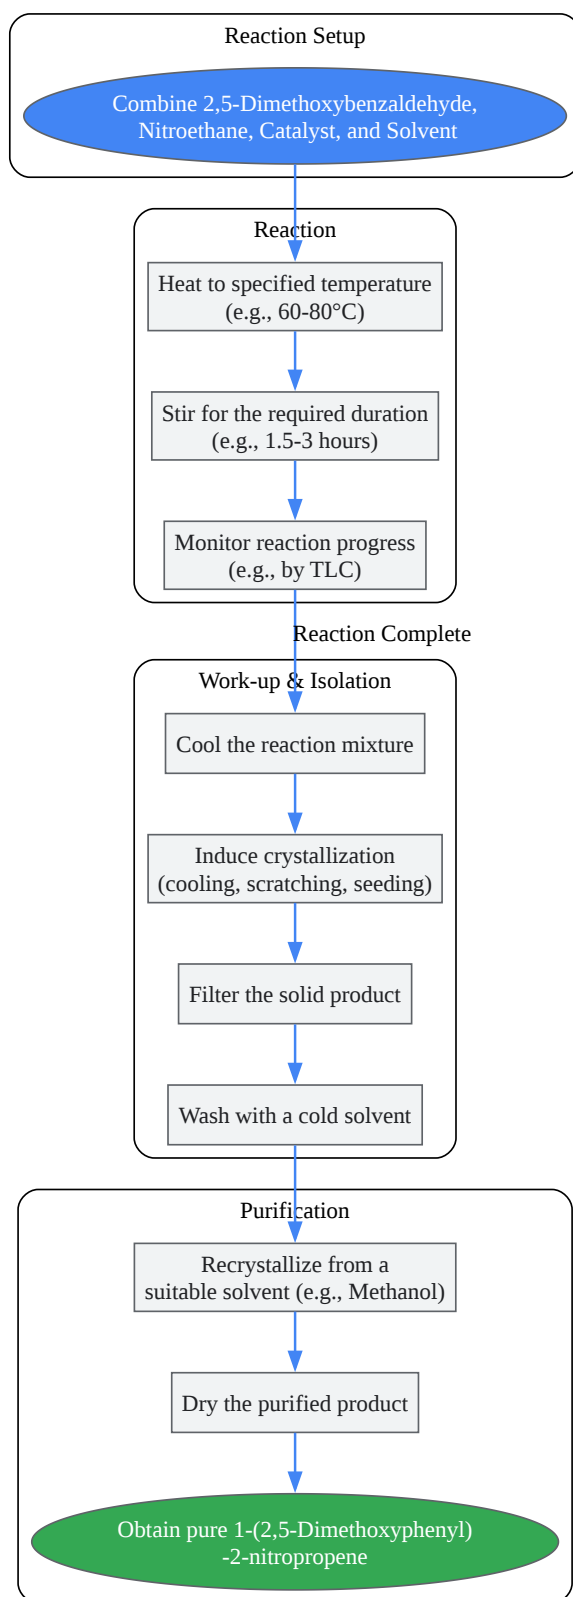 Reaction Setup
Combine 2,5-Dimethoxybenzaldehyde,
Nitroethane, Catalyst, and Solvent
Reaction
Heat to specified temperature
(e.g., 60-80°C)
Stir for the required duration
(e.g., 1.5-3 hours)
Monitor reaction progress
(e.g., by TLC)
Reaction Complete
Work-up & Isolation
Cool the reaction mixture
Induce crystallization
(cooling, scratching, seeding)
Filter the solid product
Wash with a cold solvent
Purification
Recrystallize from a
suitable solvent (e.g., Methanol)
Dry the purified product
Obtain pure 1-(2,5-Dimethoxyphenyl)
-2-nitropropene